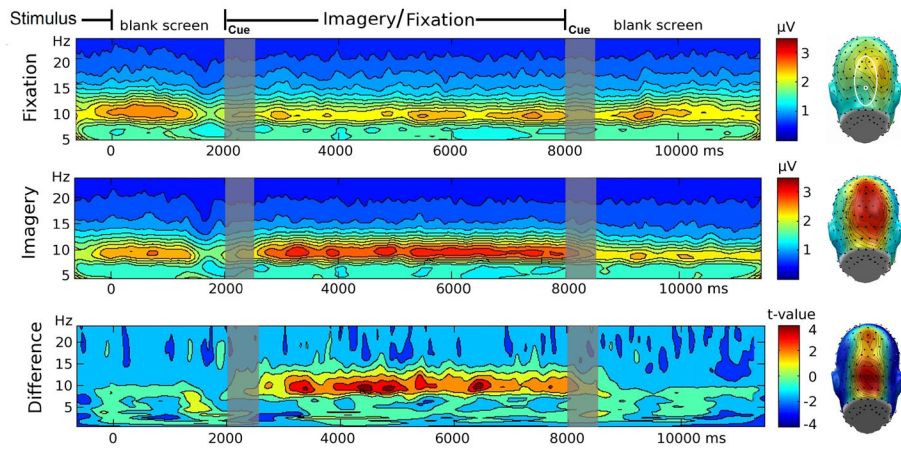 Stimulus
blank screen
Imagery/Fixation
blank screen
Cue
Cue
Fixation
Hz
20
15
10
5
0
2000
4000
6000
8000
10000 ms
µV
3
2
1
Imagery
Hz
20
15
10
5
0
2000
4000
6000
8000
10000 ms
µV
3
2
1
Difference
Hz
20
15
10
5
0
2000
4000
6000
8000
10000 ms
t-value
4
2
0
-2
-4